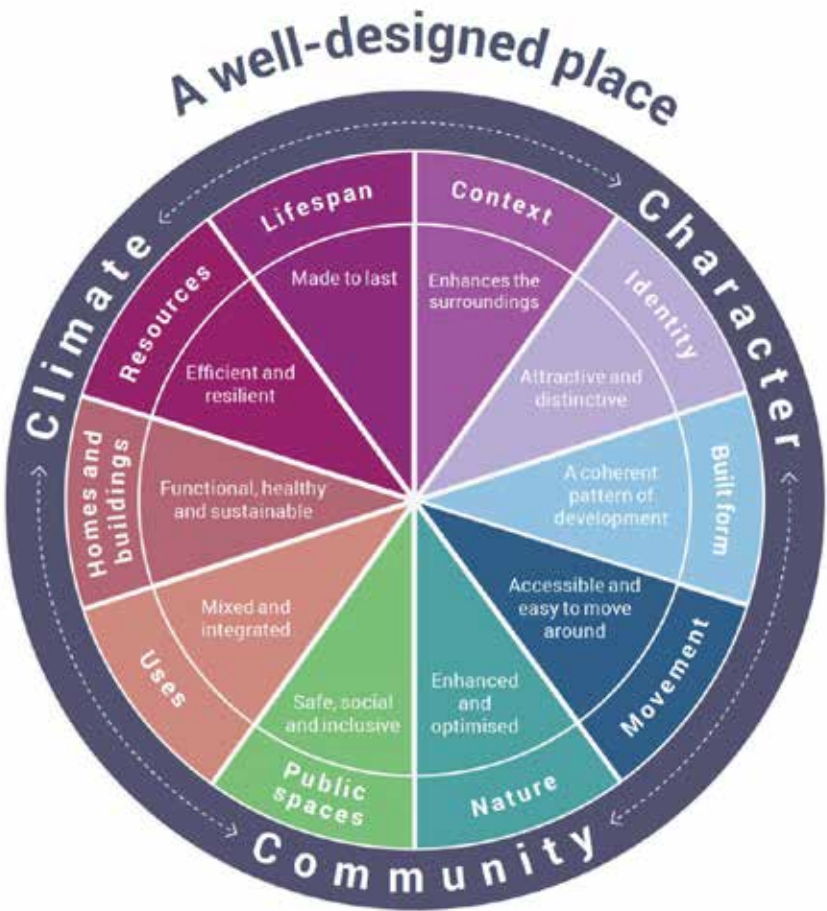 A well-designed place
Climate
Character
Community
Context
Enhances the
surroundings
Identity
Attractive and
distinctive
Built form
A coherent
pattern of
development
Movement
Accessible and
easy to move
around
Nature
Enhanced
and
optimised
Public
spaces
Safe, social
and inclusive
Uses
Mixed and
integrated
Homes and
buildings
Functional, healthy
and sustainable
Resources
Efficient and
resilient
Lifespan
Made to last